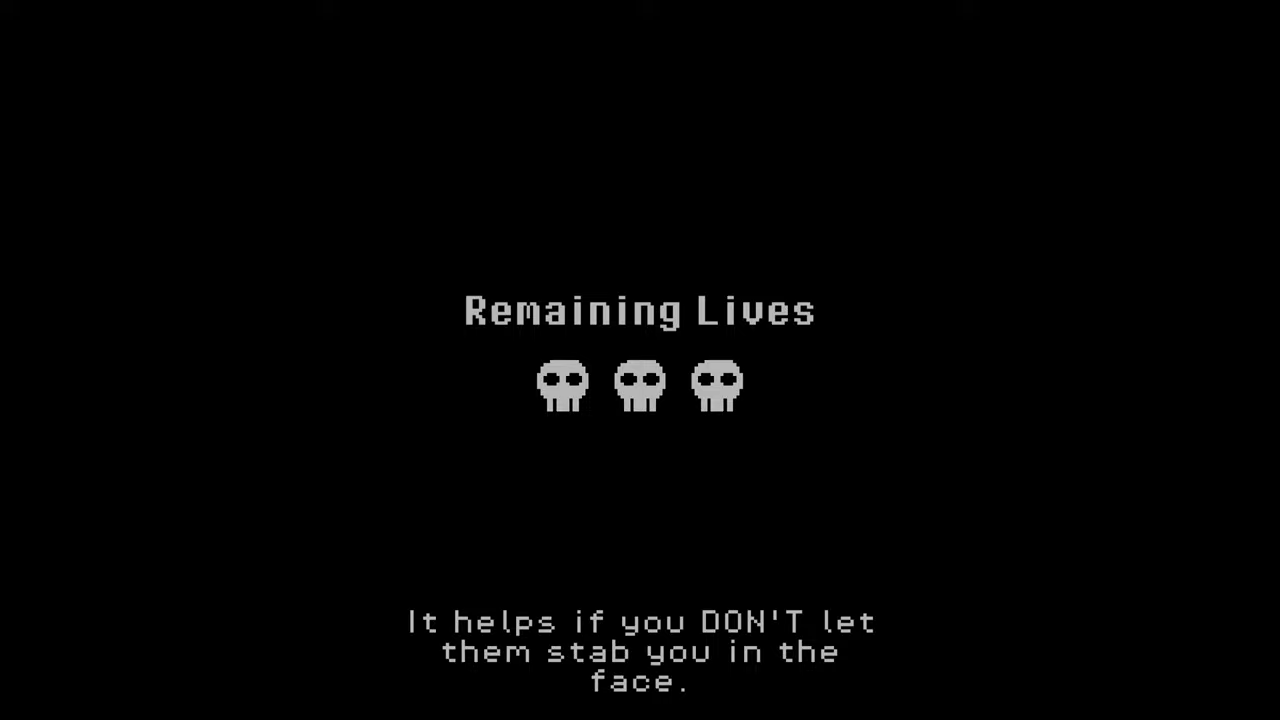 Remaining Lives
It helps if you DON'T let
them stab you in the
face.